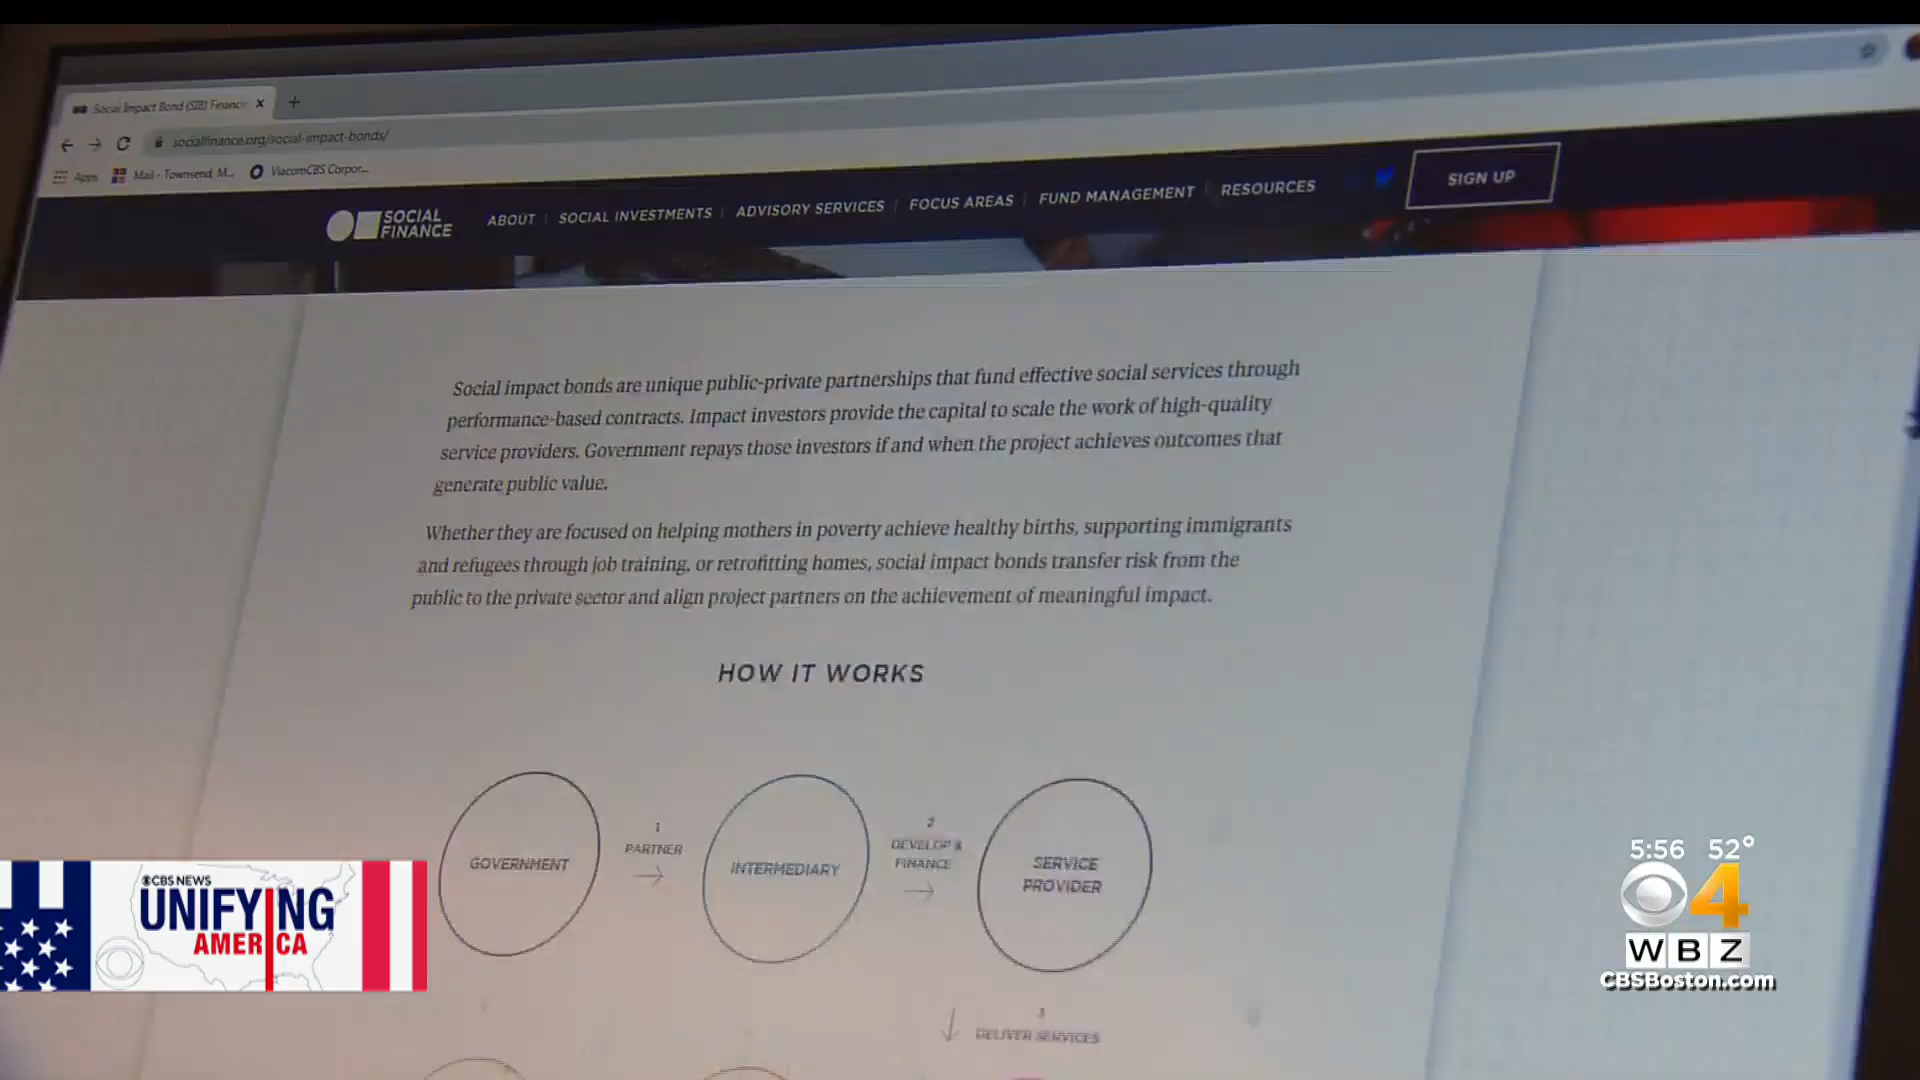 Social Impact Bond (SIB) Financ
socialfinance.org/social-impact-bonds/
Apps
Mail - Townsend, M...
ViacomCBS Corpor...
SOCIAL
FINANCE
ABOUT
SOCIAL INVESTMENTS
ADVISORY SERVICES
FOCUS AREAS
FUND MANAGEMENT
RESOURCES
SIGN UP
Social impact bonds are unique public-private partnerships that fund effective social services through
performance-based contracts. Impact investors provide the capital to scale the work of high-quality
service providers. Government repays those investors if and when the project achieves outcomes that
generate public value.
Whether they are focused on helping mothers in poverty achieve healthy births, supporting immigrants
and refugees through job training, or retrofitting homes, social impact bonds transfer risk from the
public to the private sector and align project partners on the achievement of meaningful impact.
HOW IT WORKS
GOVERNMENT
1
PARTNER
INTERMEDIARY
2
DEVELOP &
FINANCE
SERVICE
PROVIDER
3
DELIVER SERVICES
CBS NEWS
UNIFYING
AMERICA
5:56 52°
4
WBZ
CBSBoston.com